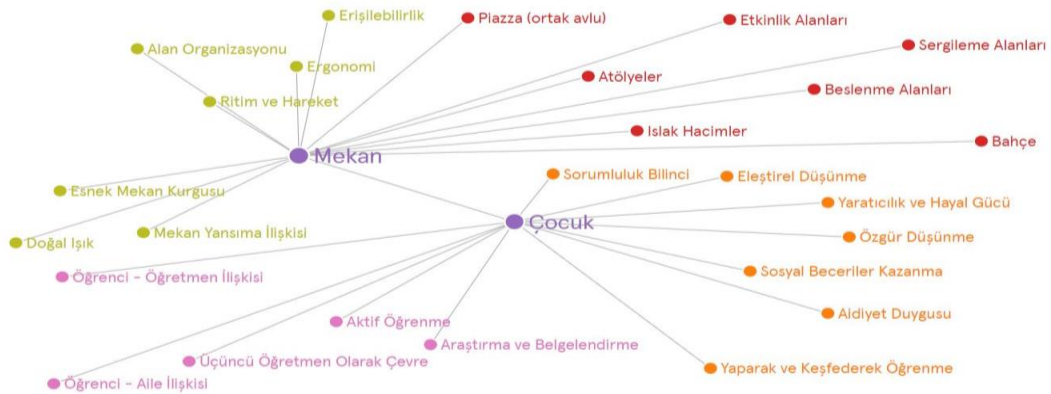 Erişilebilirlik
Piazza (ortak avlu)
Etkinlik Alanları
Alan Organizasyonu
Sergileme Alanları
Ergonomi
Atölyeler
Beslenme Alanları
Ritim ve Hareket
Islak Hacimler
Bahçe
Mekan
Sorumluluk Bilinci
Eleştirel Düşünme
Esnek Mekan Kurgusu
Yaratıcılık ve Hayal Gücü
Çocuk
Mekan Yansıma İlişkisi
Özgür Düşünme
Doğal Işık
Öğrenci - Öğretmen İlişkisi
Sosyal Beceriler Kazanma
Aidiyet Duygusu
Aktif Öğrenme
Araştırma ve Belgelendirme
Üçüncü Öğretmen Olarak Çevre
Yaparak ve Keşfederek Öğrenme
Öğrenci - Aile İlişkisi